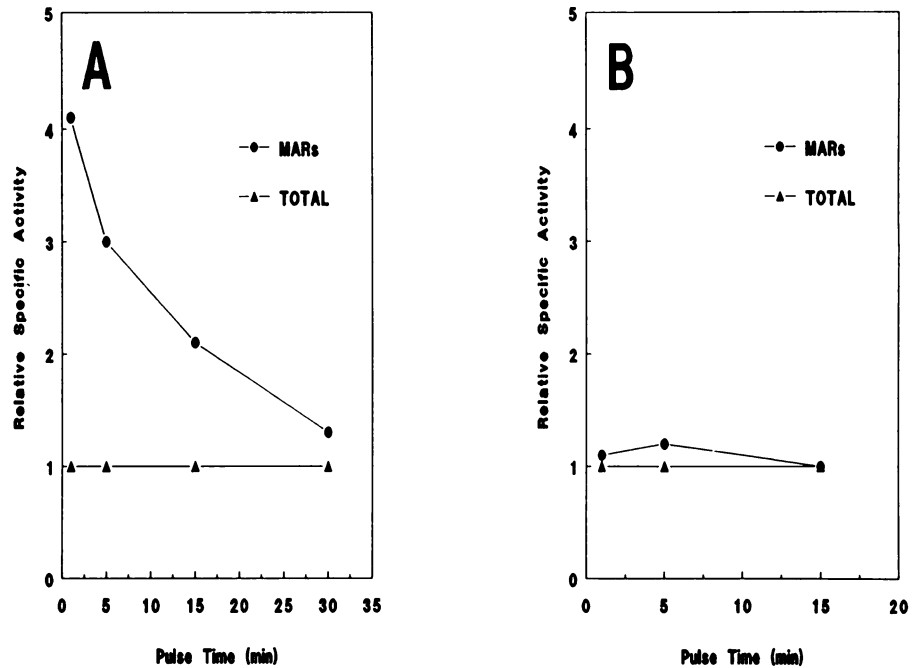 A
MARs
TOTAL
Relative Specific Activity
5
4
3
2
1
0
0 5 10 15 20 25 30 35
Pulse Time (min)
B
MARs
TOTAL
Relative Specific Activity
5
4
3
2
1
0
0 5 10 15 20
Pulse Time (min)